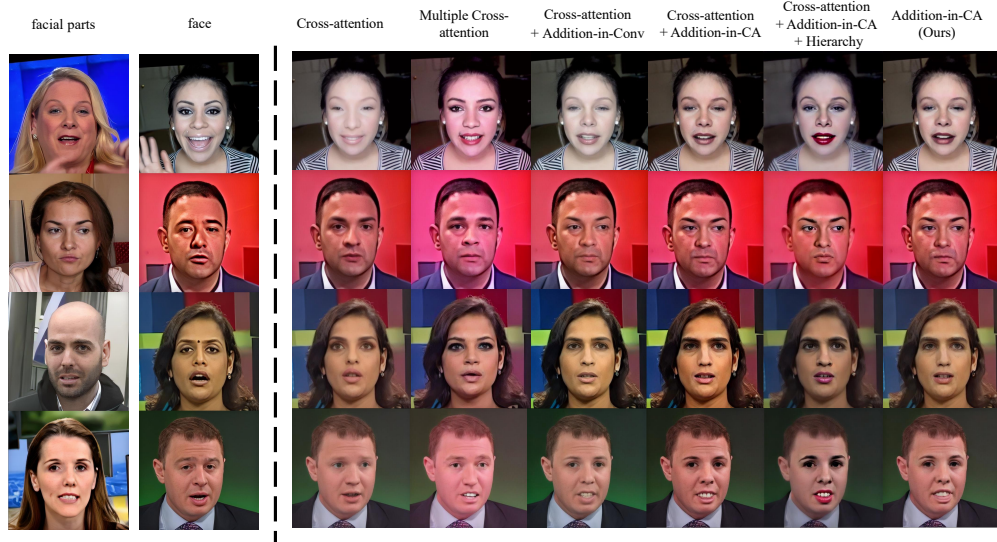 facial parts
face
Cross-attention
Multiple Cross-
attention
Cross-attention
+ Addition-in-Conv
Cross-attention
+ Addition-in-CA
Cross-attention
+ Addition-in-CA
+ Hierarchy
Addition-in-CA
(Ours)